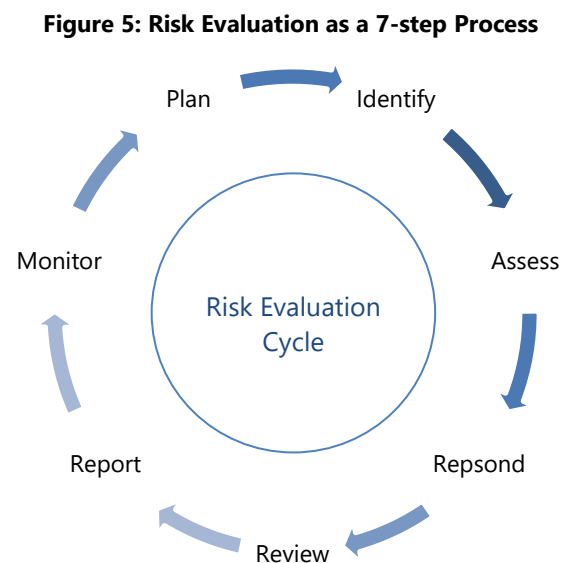 Figure 5: Risk Evaluation as a 7-step Process
Plan
Identify
Assess
Repsond
Review
Report
Monitor
Risk Evaluation
Cycle